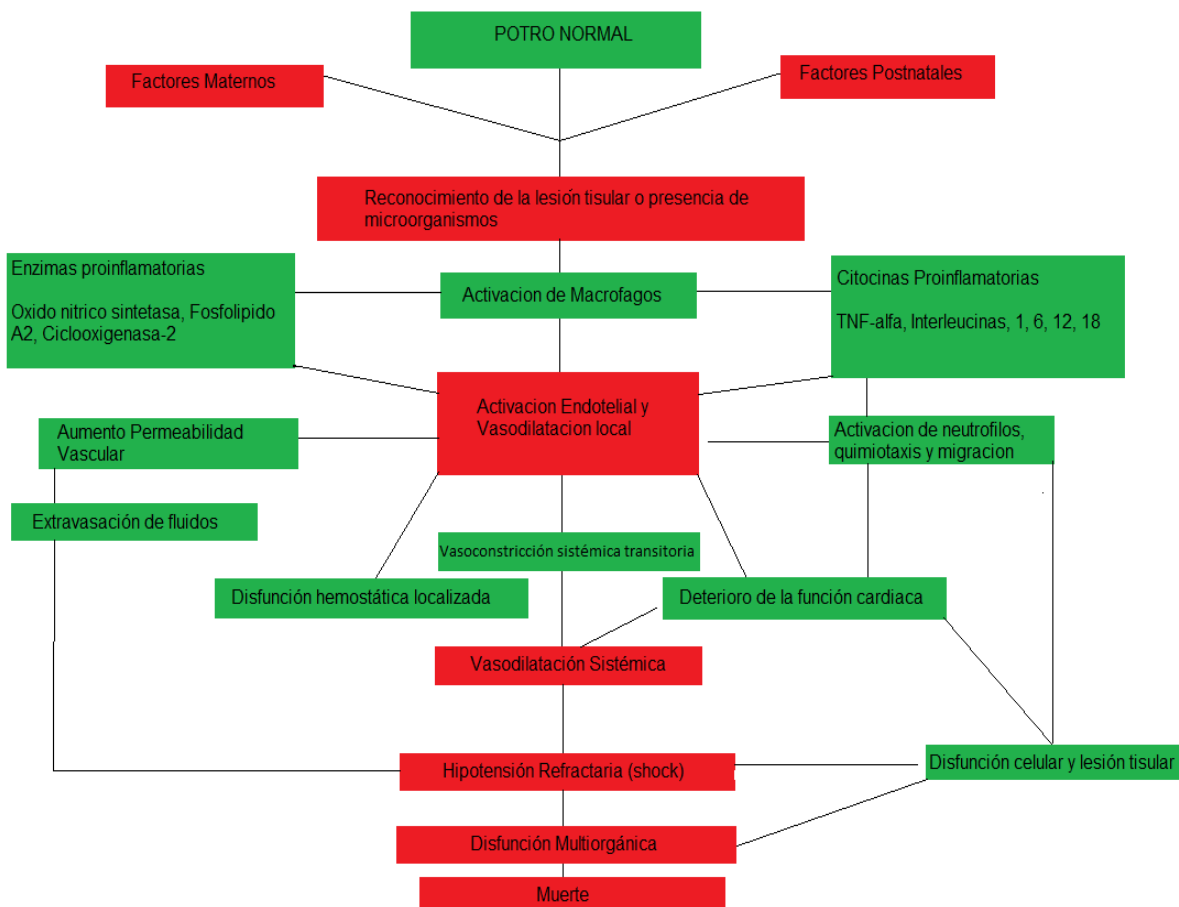 POTRO NORMAL
Factores Maternos
Factores Postnatales
Reconocimiento de la lesión tisular o presencia de
microorganismos
Enzimas proinflamatorias
Oxido nitrico sintetasa, Fosfolipido
A2, Ciclooxigenasa-2
Activacion de Macrofagos
Citocinas Proinflamatorias
TNF-alfa, Interleucinas, 1, 6, 12, 18
Activacion Endotelial y
Vasodilatacion local
Aumento Permeabilidad
Vascular
Activacion de neutrofilos,
quimiotaxis y migracion
Extravasación de fluidos
Vasoconstricción sistémica transitoria
Disfunción hemostática localizada
Deterioro de la función cardiaca
Vasodilatación Sistémica
Hipotensión Refractaria (shock)
Disfunción celular y lesión tisular
Disfunción Multiorgánica
Muerte